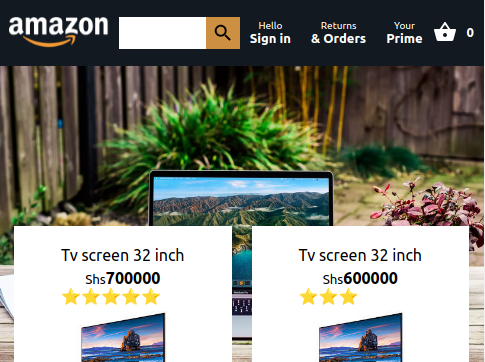 amazon
Hello
Sign in
Returns
& Orders
Your
Prime
0
Tv screen 32 inch
Shs700000
Tv screen 32 inch
Shs600000